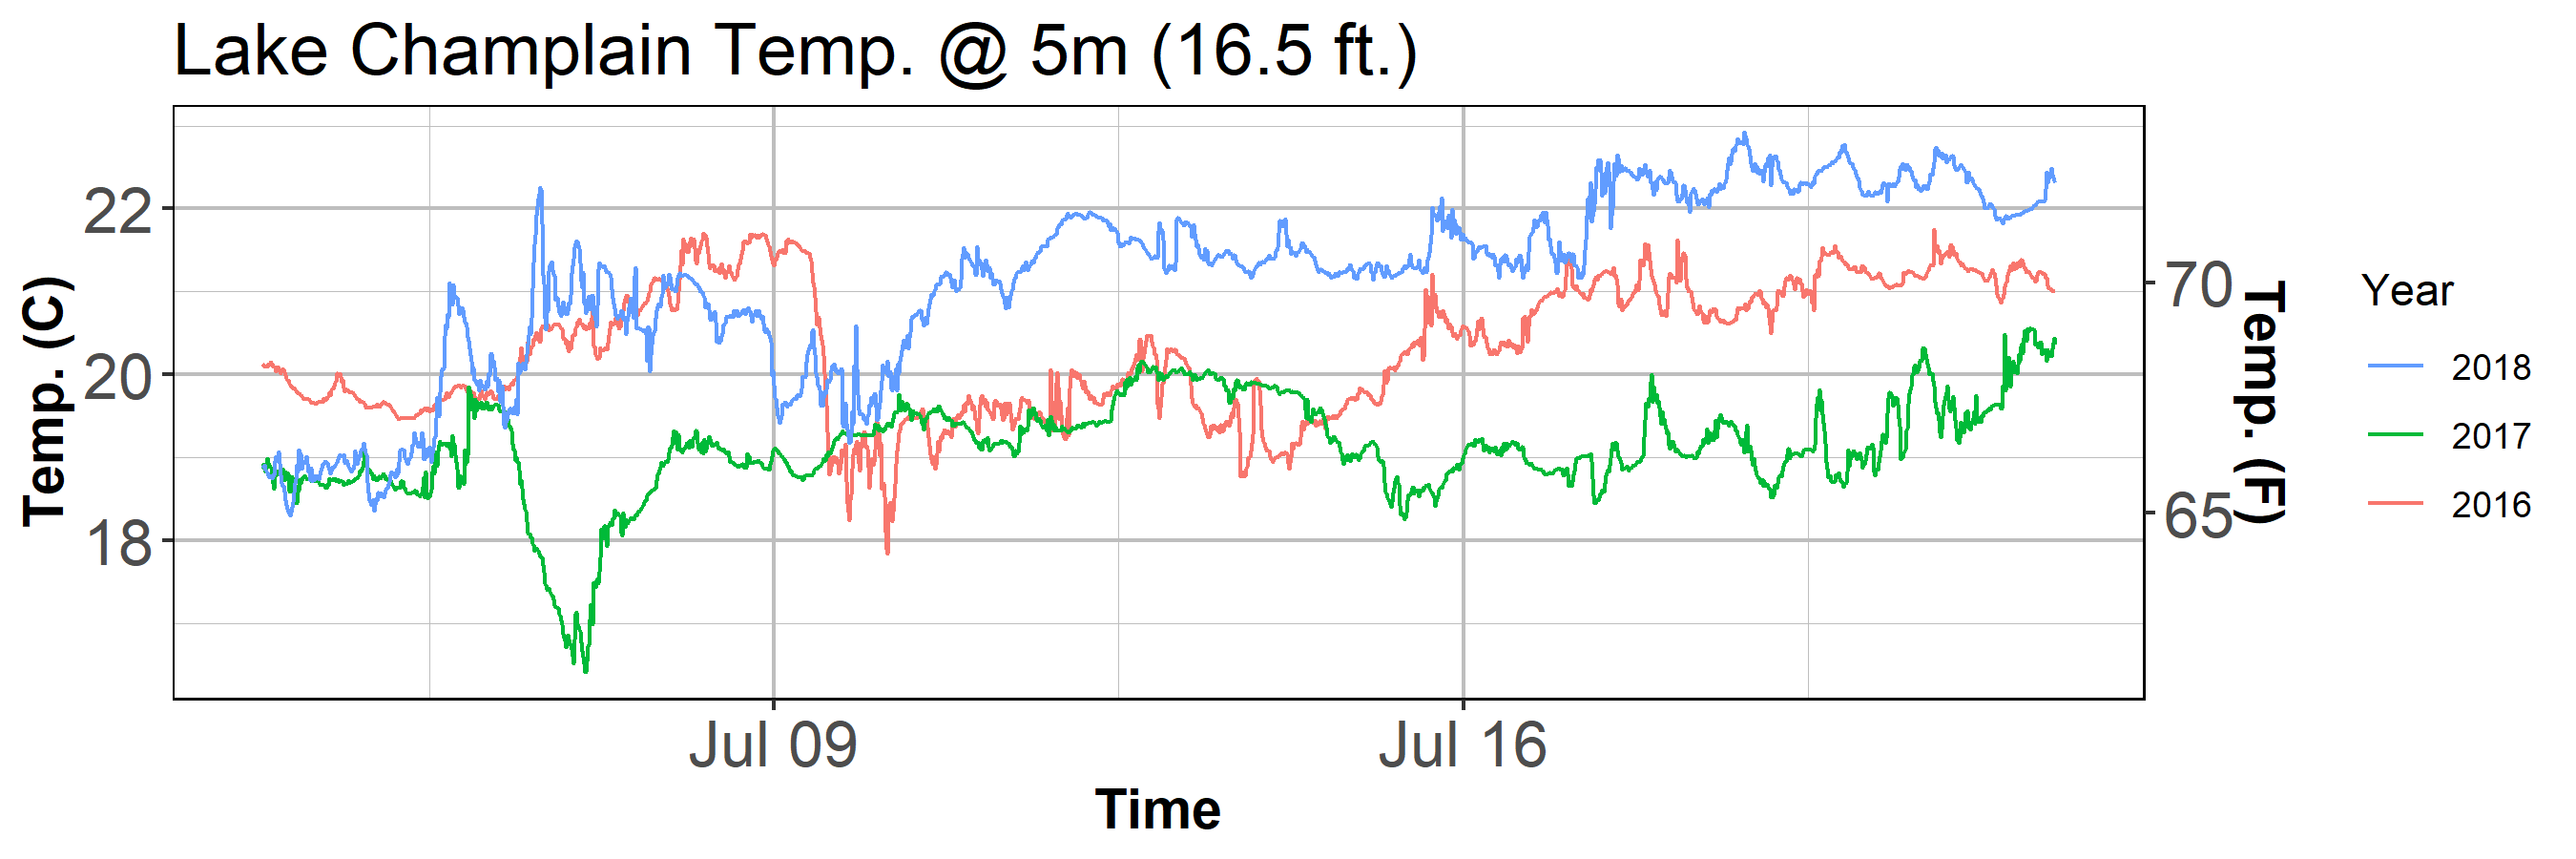 Lake Champlain Temp. @ 5m (16.5 ft.)
Temp. (C)
22
20
18
Jul 09
Jul 16
Time
70
65
Temp. (F)
Year
2018
2017
2016